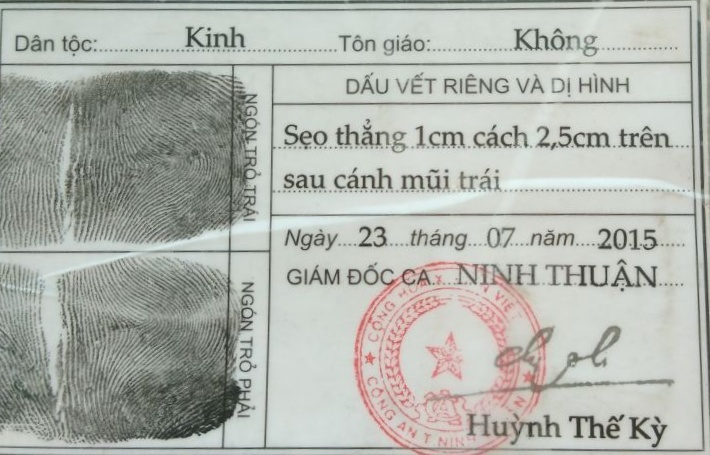 Dân tộc: Kinh Tôn giáo: Không
NGÓN TRỎ TRÁI
NGÓN TRỎ PHẢI
DẤU VẾT RIÊNG VÀ DỊ HÌNH
Sẹo thẳng 1cm cách 2,5cm trên
sau cánh mũi trái
Ngày 23 tháng 07 năm 2015
GIÁM ĐỐC CA. NINH THUẬN
CÔNG AN T. NINH
Huỳnh Thế Kỳ